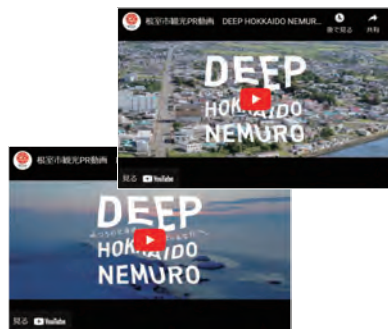 根室市観光PR動画 DEEP HOKKAIDO NEMUR...
後で見る
共有
DEEP
HOKKAIDO
NEMURO
見る YouTube
根室市観光PR動画
DEEP
HOKKAIDO
NEMURO
見る YouTube